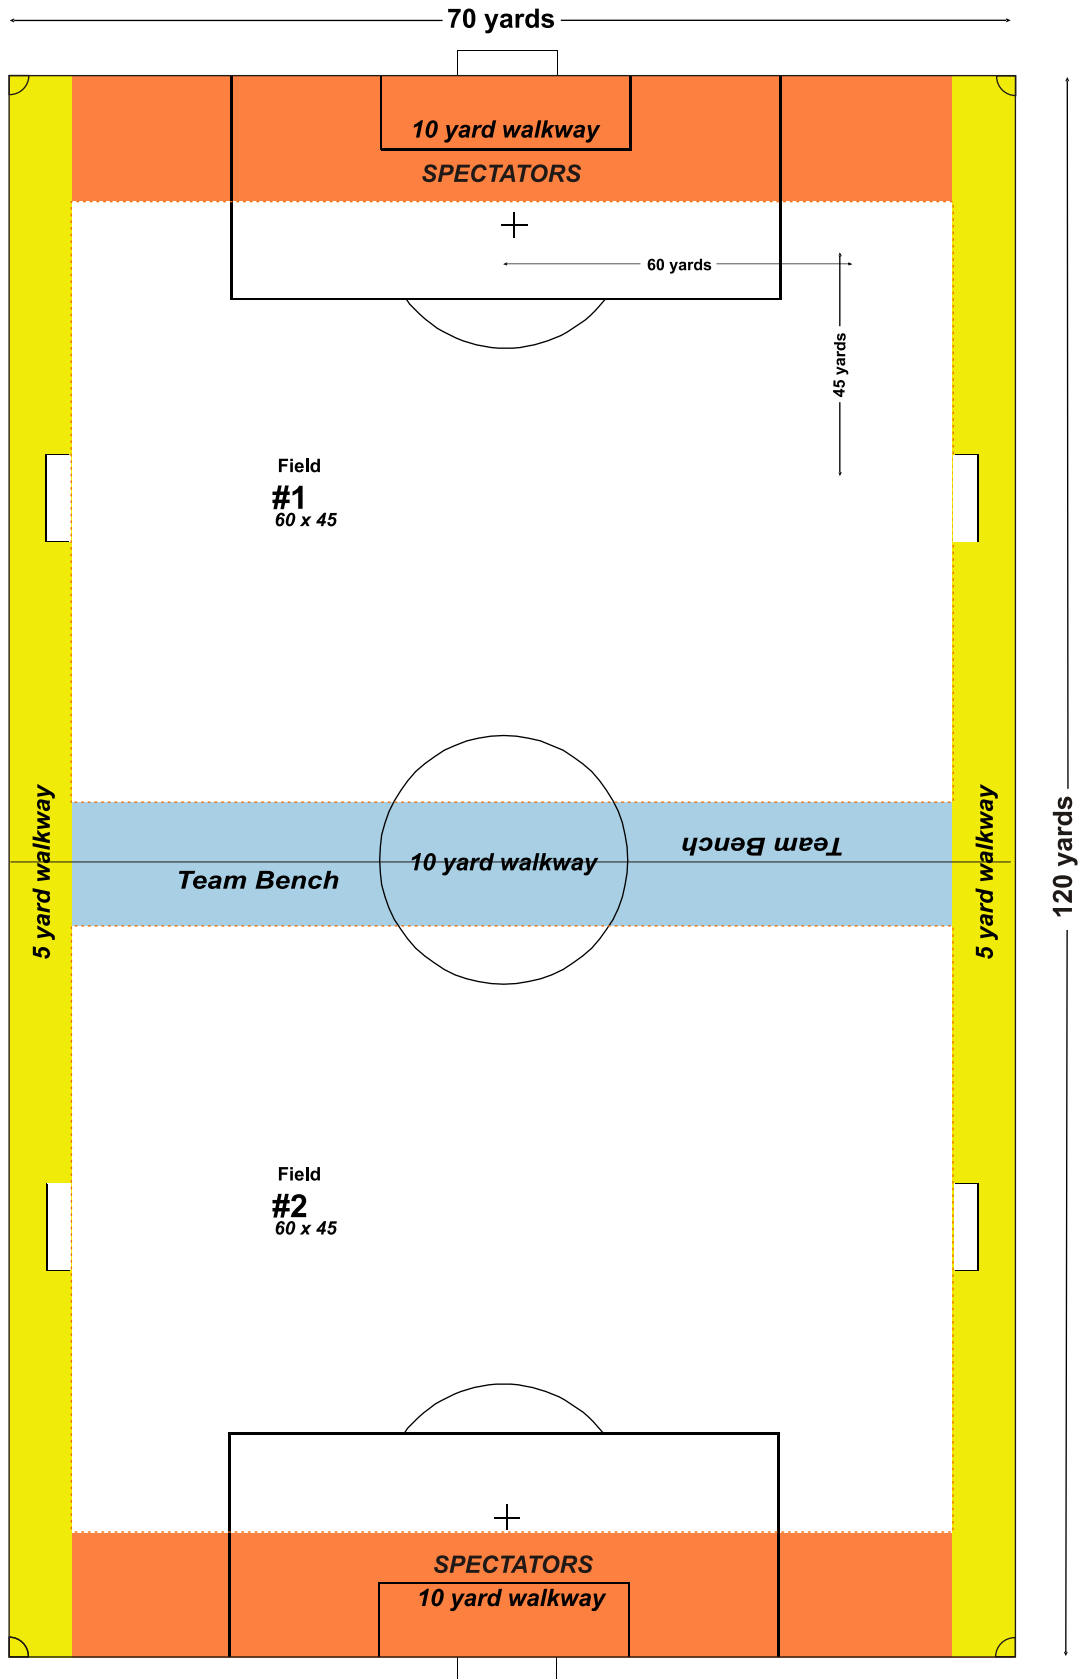 70 yards
10 yard walkway
SPECTATORS
60 yards
45 yards
Field
#1
60 x 45
5 yard walkway
Team Bench
10 yard walkway
Team Bench
5 yard walkway
120 yards
Field
#2
60 x 45
SPECTATORS
10 yard walkway